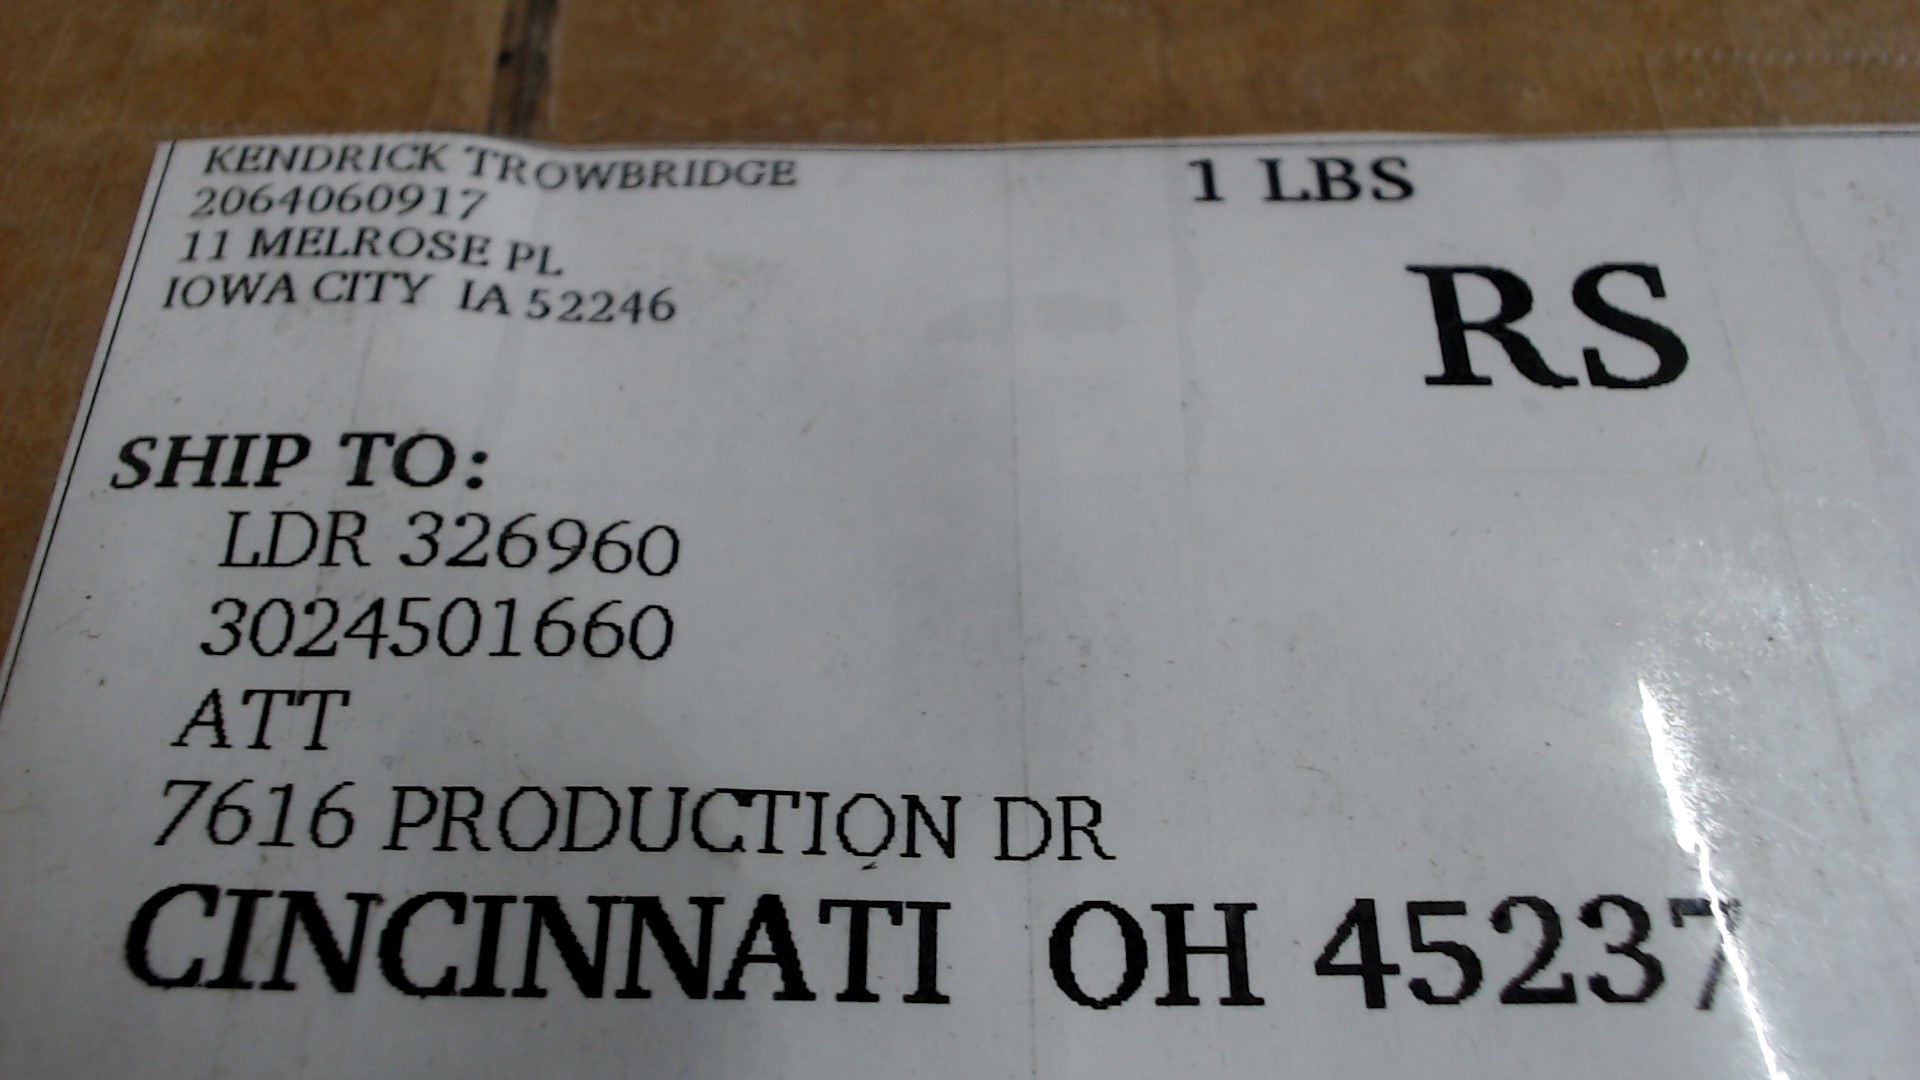 KENDRICK TROWBRIDGE
2064060917
11 MELROSE PL
IOWA CITY IA 52246
1 LBS
RS
SHIP TO:
LDR 326960
3024501660
ATT
7616 PRODUCTION DR
CINCINNATI OH 45237